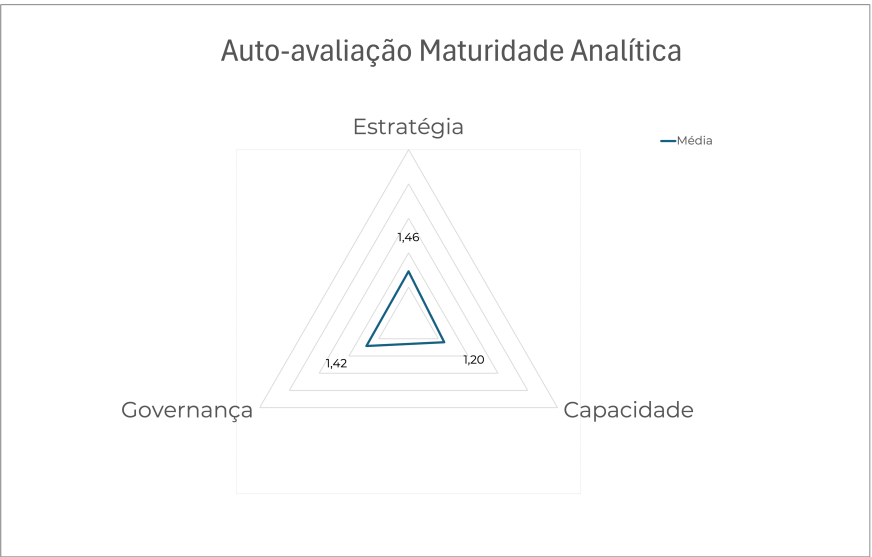 Auto-avaliação Maturidade Analítica
Estratégia
Média
1,46
1,42
1,20
Governança
Capacidade